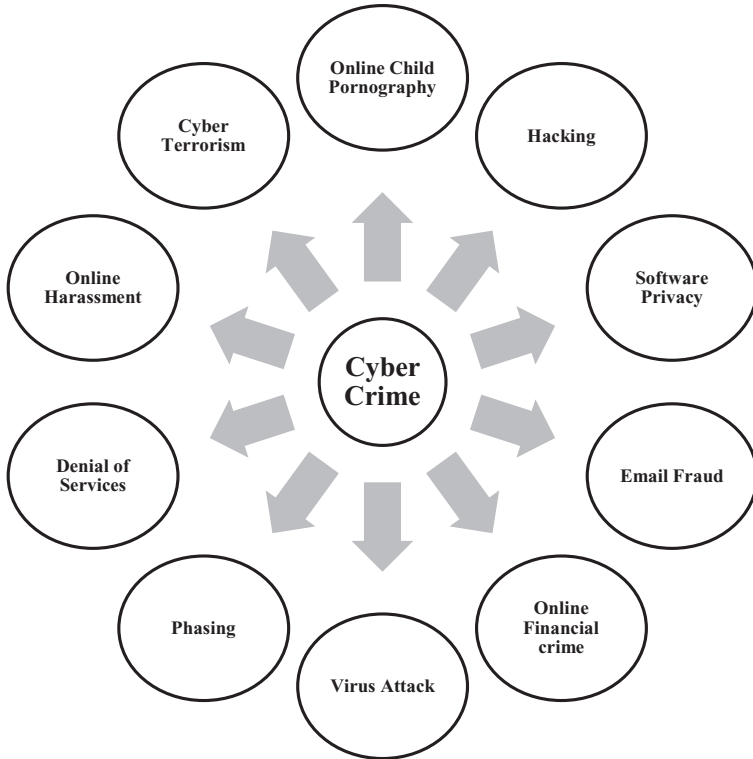 Online Child
Pornography
Hacking
Software
Privacy
Email Fraud
Online
Financial
crime
Virus Attack
Phasing
Denial of
Services
Online
Harassment
Cyber
Terrorism
Cyber
Crime